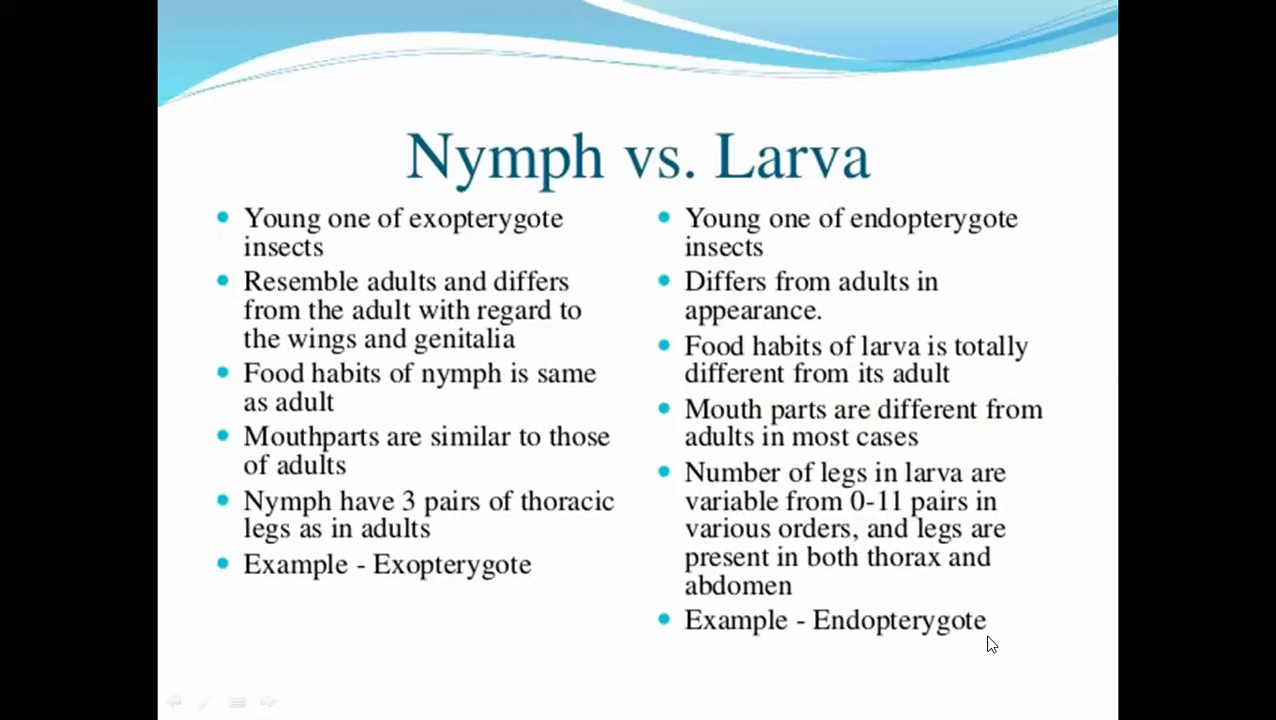 Nymph vs. Larva
Young one of exopterygote
insects
Resemble adults and differs
from the adult with regard to
the wings and genitalia
Food habits of nymph is same
as adult
Mouthparts are similar to those
of adults
Nymph have 3 pairs of thoracic
legs as in adults
Example - Exopterygote
Young one of endopterygote
insects
Differs from adults in
appearance.
Food habits of larva is totally
different from its adult
Mouth parts are different from
adults in most cases
Number of legs in larva are
variable from 0-11 pairs in
various orders, and legs are
present in both thorax and
abdomen
Example - Endopterygote